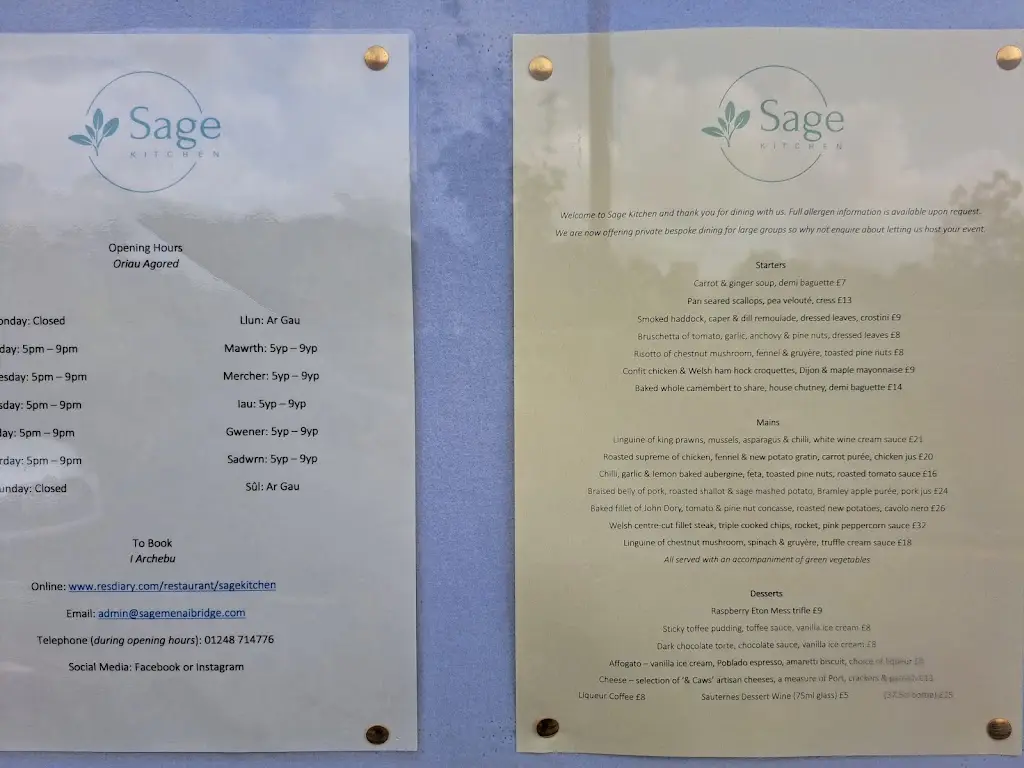 Sage
KITCHEN
Opening Hours
Oriau Agored
onday: Closed
Llun: Ar Gau
day: 5pm – 9pm
Mawrth: 5yp – 9yp
esday: 5pm – 9pm
Mercher: 5yp – 9yp
sday: 5pm – 9pm
Iau: 5yp – 9yp
day: 5pm – 9pm
Gwener: 5yp – 9yp
rday: 5pm – 9pm
Sadwrn: 5yp – 9yp
unday: Closed
Sûl: Ar Gau
To Book
I Archebu
Online: www.resdiary.com/restaurant/sagekitchen
Email: admin@sagemenaibridge.com
Telephone (during opening hours): 01248 714776
Social Media: Facebook or Instagram
Sage
KITCHEN
Welcome to Sage Kitchen and thank you for dining with us. Full allergen information is available upon request.
We are now offering private bespoke dining for large groups so why not enquire about letting us host your event.
Starters
Carrot & ginger soup, demi baguette £7
Pan seared scallops, pea velouté, cress £13
Smoked haddock, caper & dill remoulade, dressed leaves, crostini £9
Bruschetta of tomato, garlic, anchovy & pine nuts, dressed leaves £8
Risotto of chestnut mushroom, fennel & gruyére, toasted pine nuts £8
Confit chicken & Welsh ham hock croquettes, Dijon & maple mayonnaise £9
Baked whole camembert to share, house chutney, demi baguette £14
Mains
Linguine of king prawns, mussels, asparagus & chilli, white wine cream sauce £21
Roasted supreme of chicken, fennel & new potato gratin, carrot purée, chicken jus £20
Chilli, garlic & lemon baked aubergine, feta, toasted pine nuts, roasted tomato sauce £16
Braised belly of pork, roasted shallot & sage mashed potato, Bramley apple purée, pork jus £24
Baked fillet of John Dory, tomato & pine nut concasse, roasted new potatoes, cavolo nero £26
Welsh centre-cut fillet steak, triple cooked chips, rocket, pink peppercorn sauce £32
Linguine of chestnut mushroom, spinach & gruyére, truffle cream sauce £18
All served with an accompaniment of green vegetables
Desserts
Raspberry Eton Mess trifle £9
Sticky toffee pudding, toffee sauce, vanilla ice cream £8
Dark chocolate torte, chocolate sauce, vanilla ice cream £8
Affogato – vanilla ice cream, Poblado espresso, amaretti biscuit, choice of liqueur
Cheese – selection of '& Caws' artisan cheeses, a measure of Port, crackers &
Liqueur Coffee £8 Sauternes Dessert Wine (75ml glass) £5